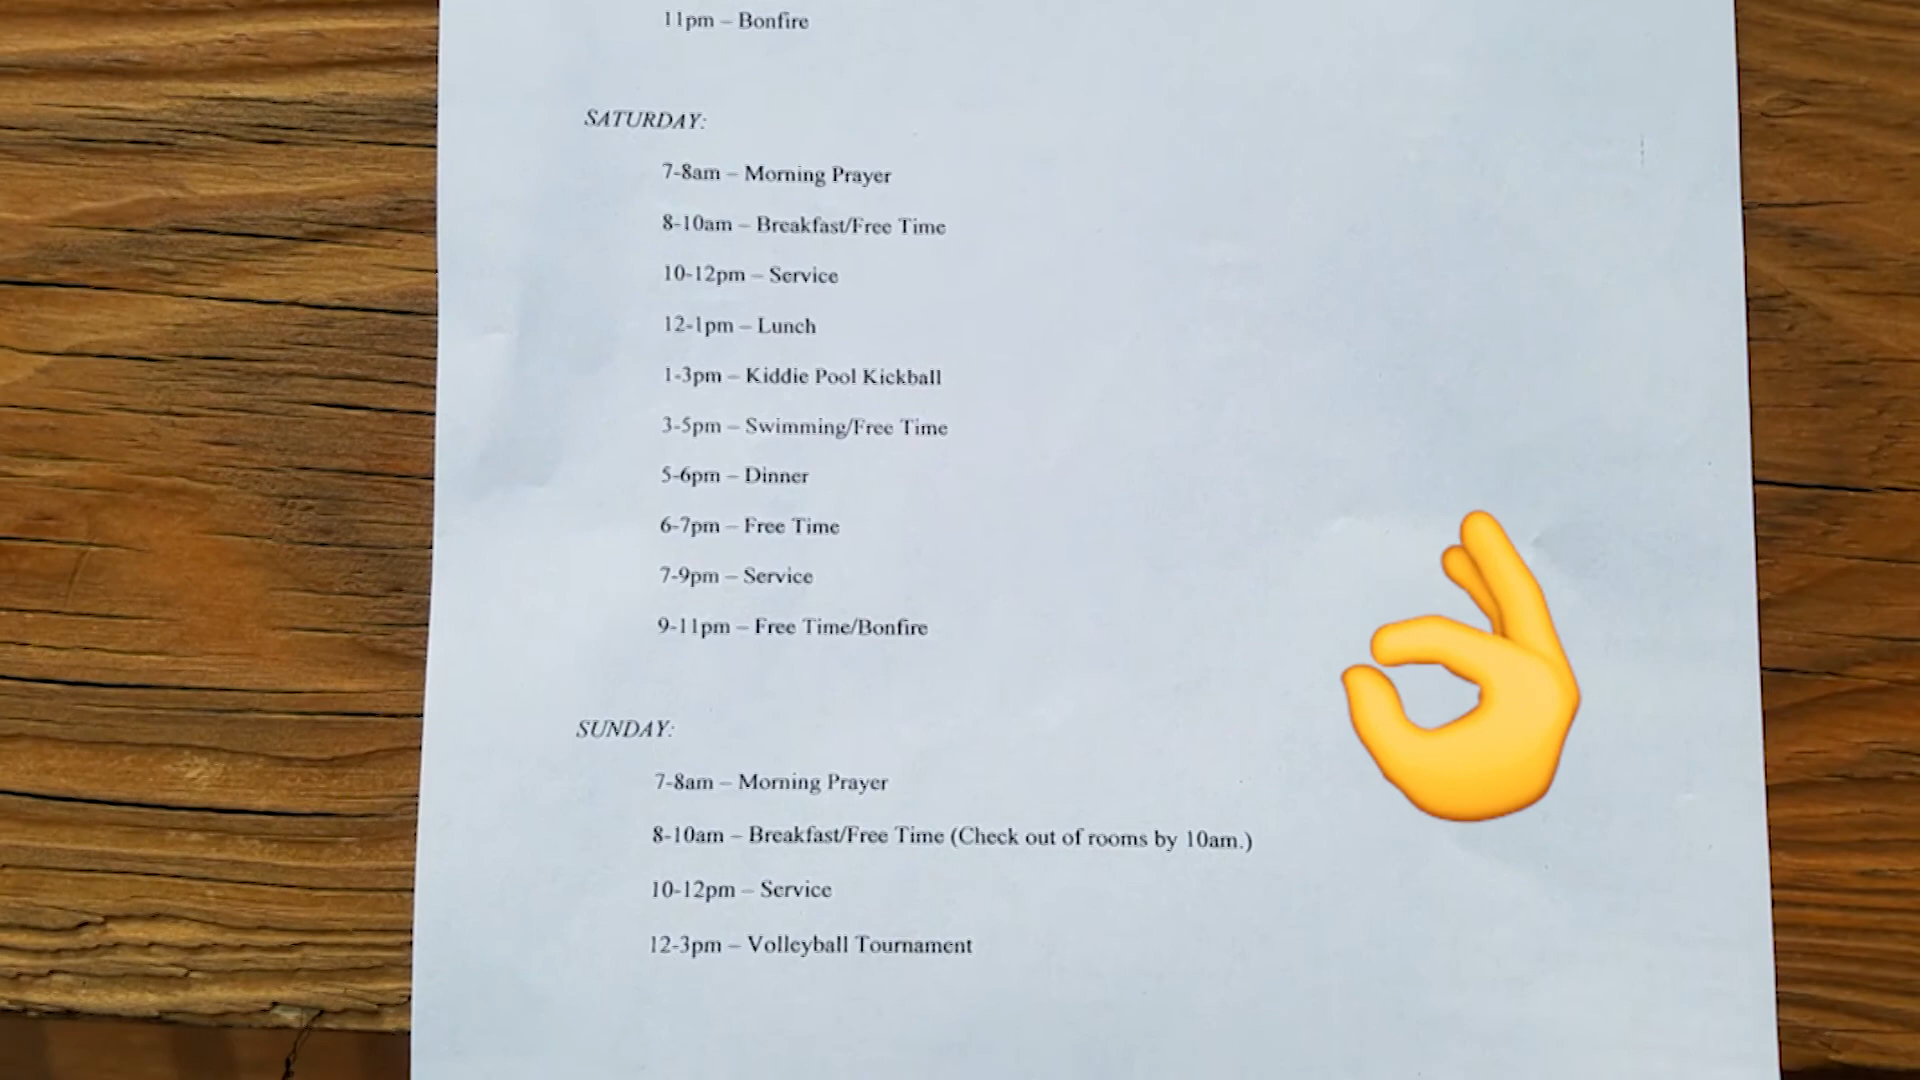 11pm – Bonfire
SATURDAY:
7-8am – Morning Prayer
8-10am – Breakfast/Free Time
10-12pm – Service
12-1pm – Lunch
1-3pm – Kiddie Pool Kickball
3-5pm – Swimming/Free Time
5-6pm – Dinner
6-7pm – Free Time
7-9pm – Service
9-11pm – Free Time/Bonfire
SUNDAY:
7-8am – Morning Prayer
8-10am – Breakfast/Free Time (Check out of rooms by 10am.)
10-12pm – Service
12-3pm – Volleyball Tournament